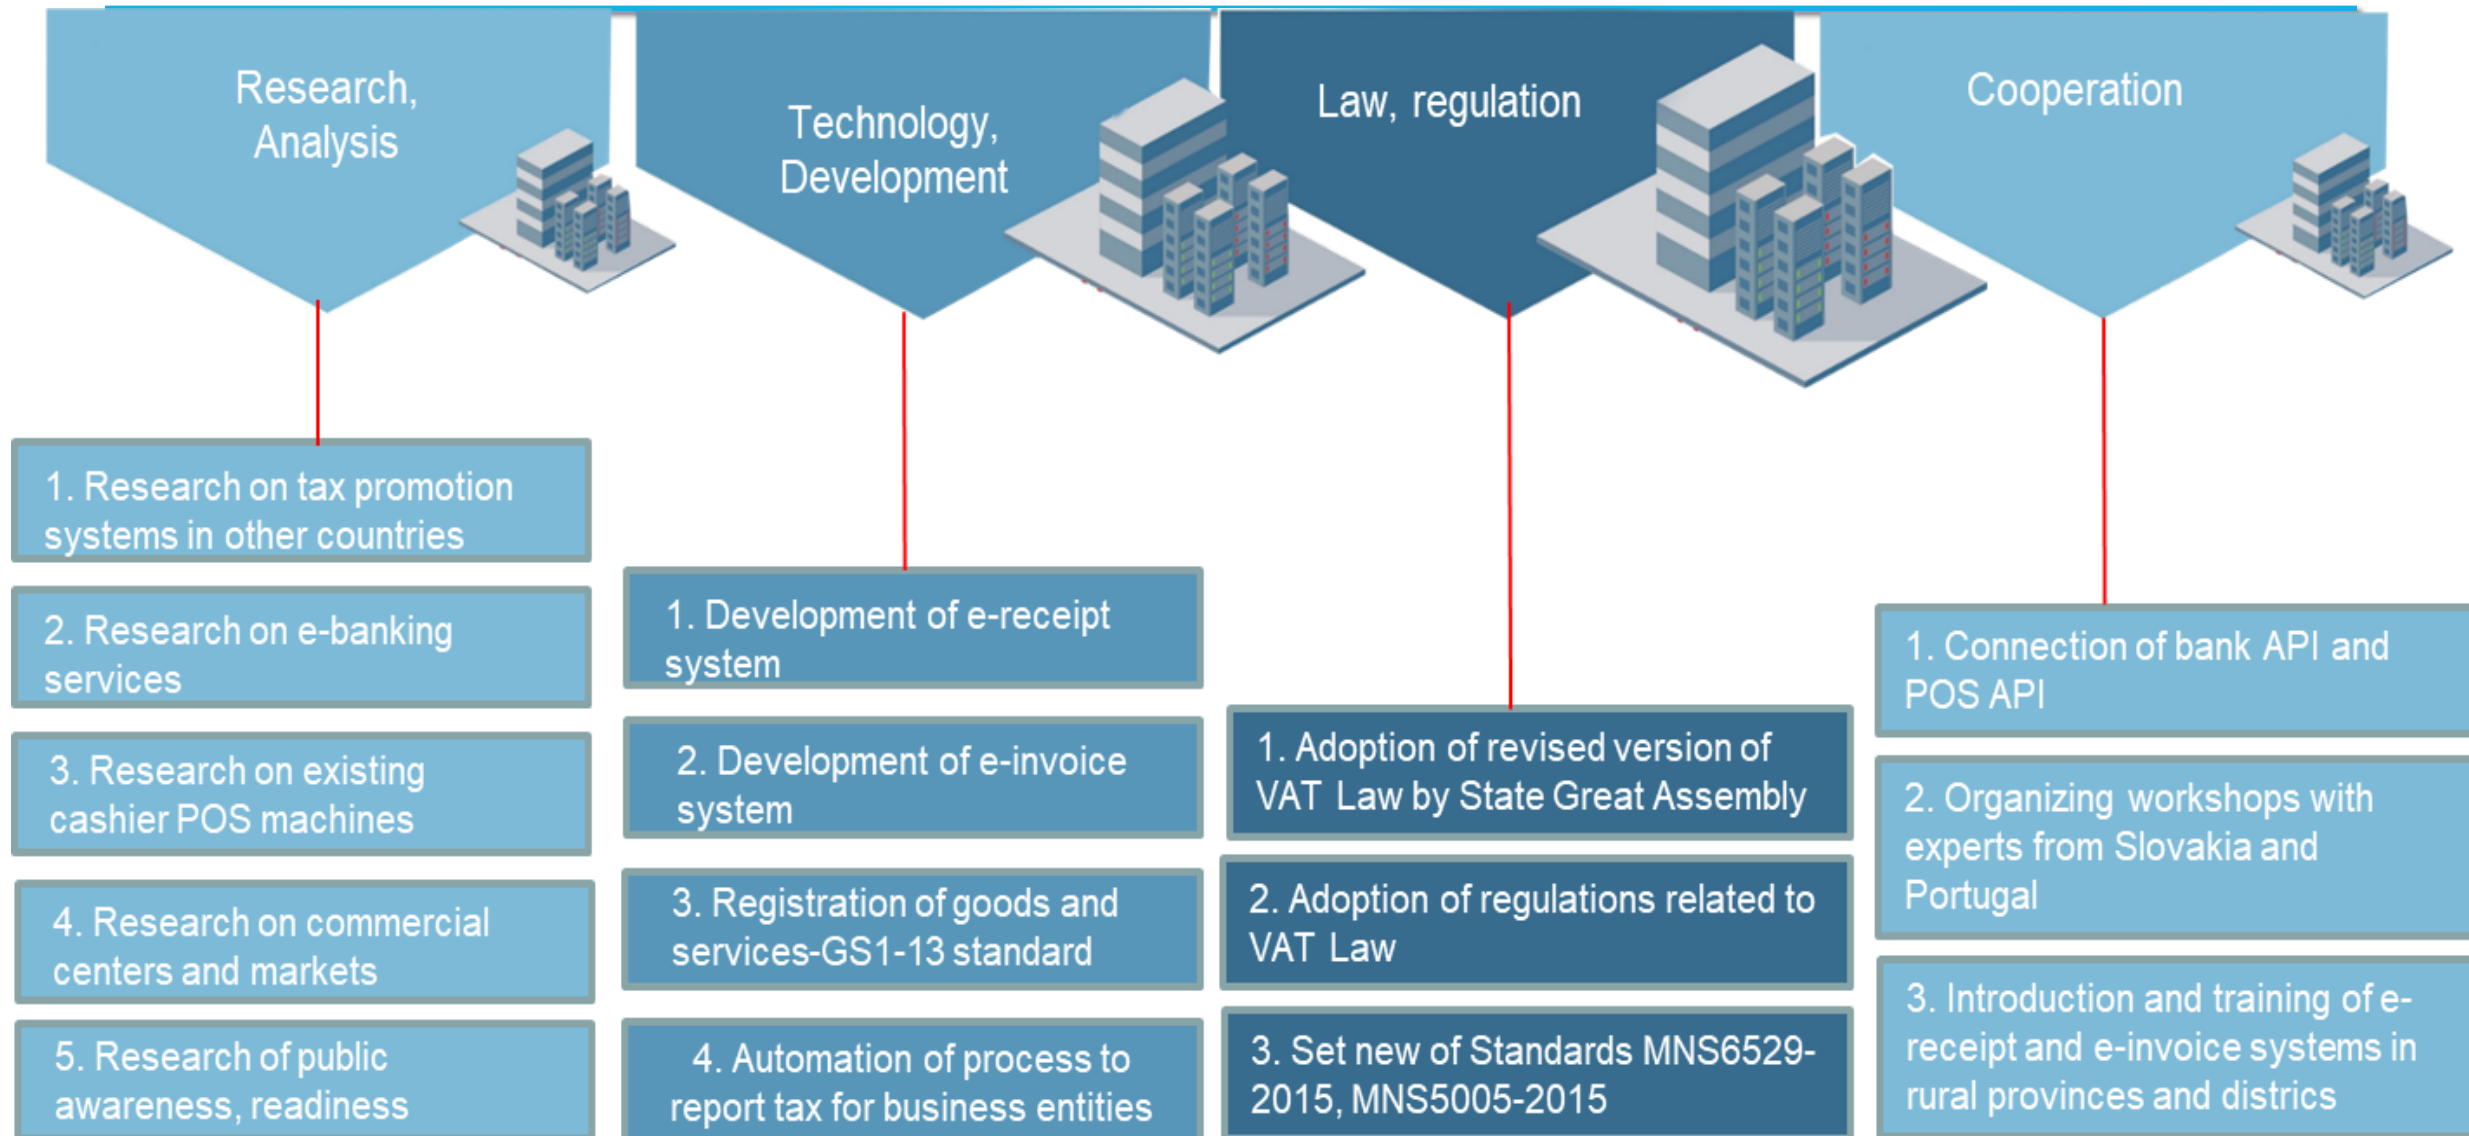 Research,
Analysis
Technology,
Development
Law, regulation
Cooperation
1. Research on tax promotion
systems in other countries
2. Research on e-banking
services
3. Research on existing
cashier POS machines
4. Research on commercial
centers and markets
5. Research of public
awareness, readiness
1. Development of e-receipt
system
2. Development of e-invoice
system
3. Registration of goods and
services-GS1-13 standard
4. Automation of process to
report tax for business entities
1. Adoption of revised version of
VAT Law by State Great Assembly
2. Adoption of regulations related to
VAT Law
3. Set new of Standards MNS6529-
2015, MNS5005-2015
1. Connection of bank API and
POS API
2. Organizing workshops with
experts from Slovakia and
Portugal
3. Introduction and training of e-
receipt and e-invoice systems in
rural provinces and districs